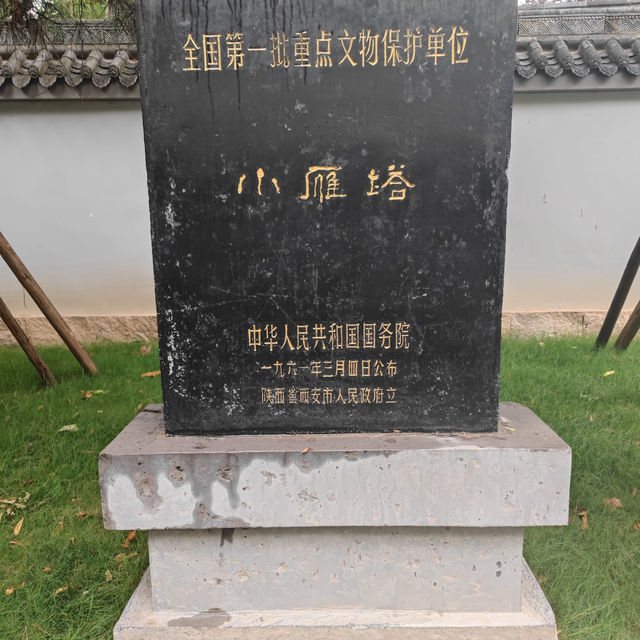 全国第一批重点文物保护单位
小雁塔
中华人民共和国国务院
一九六一年三月四日公布
陕西省西安市人民政府立